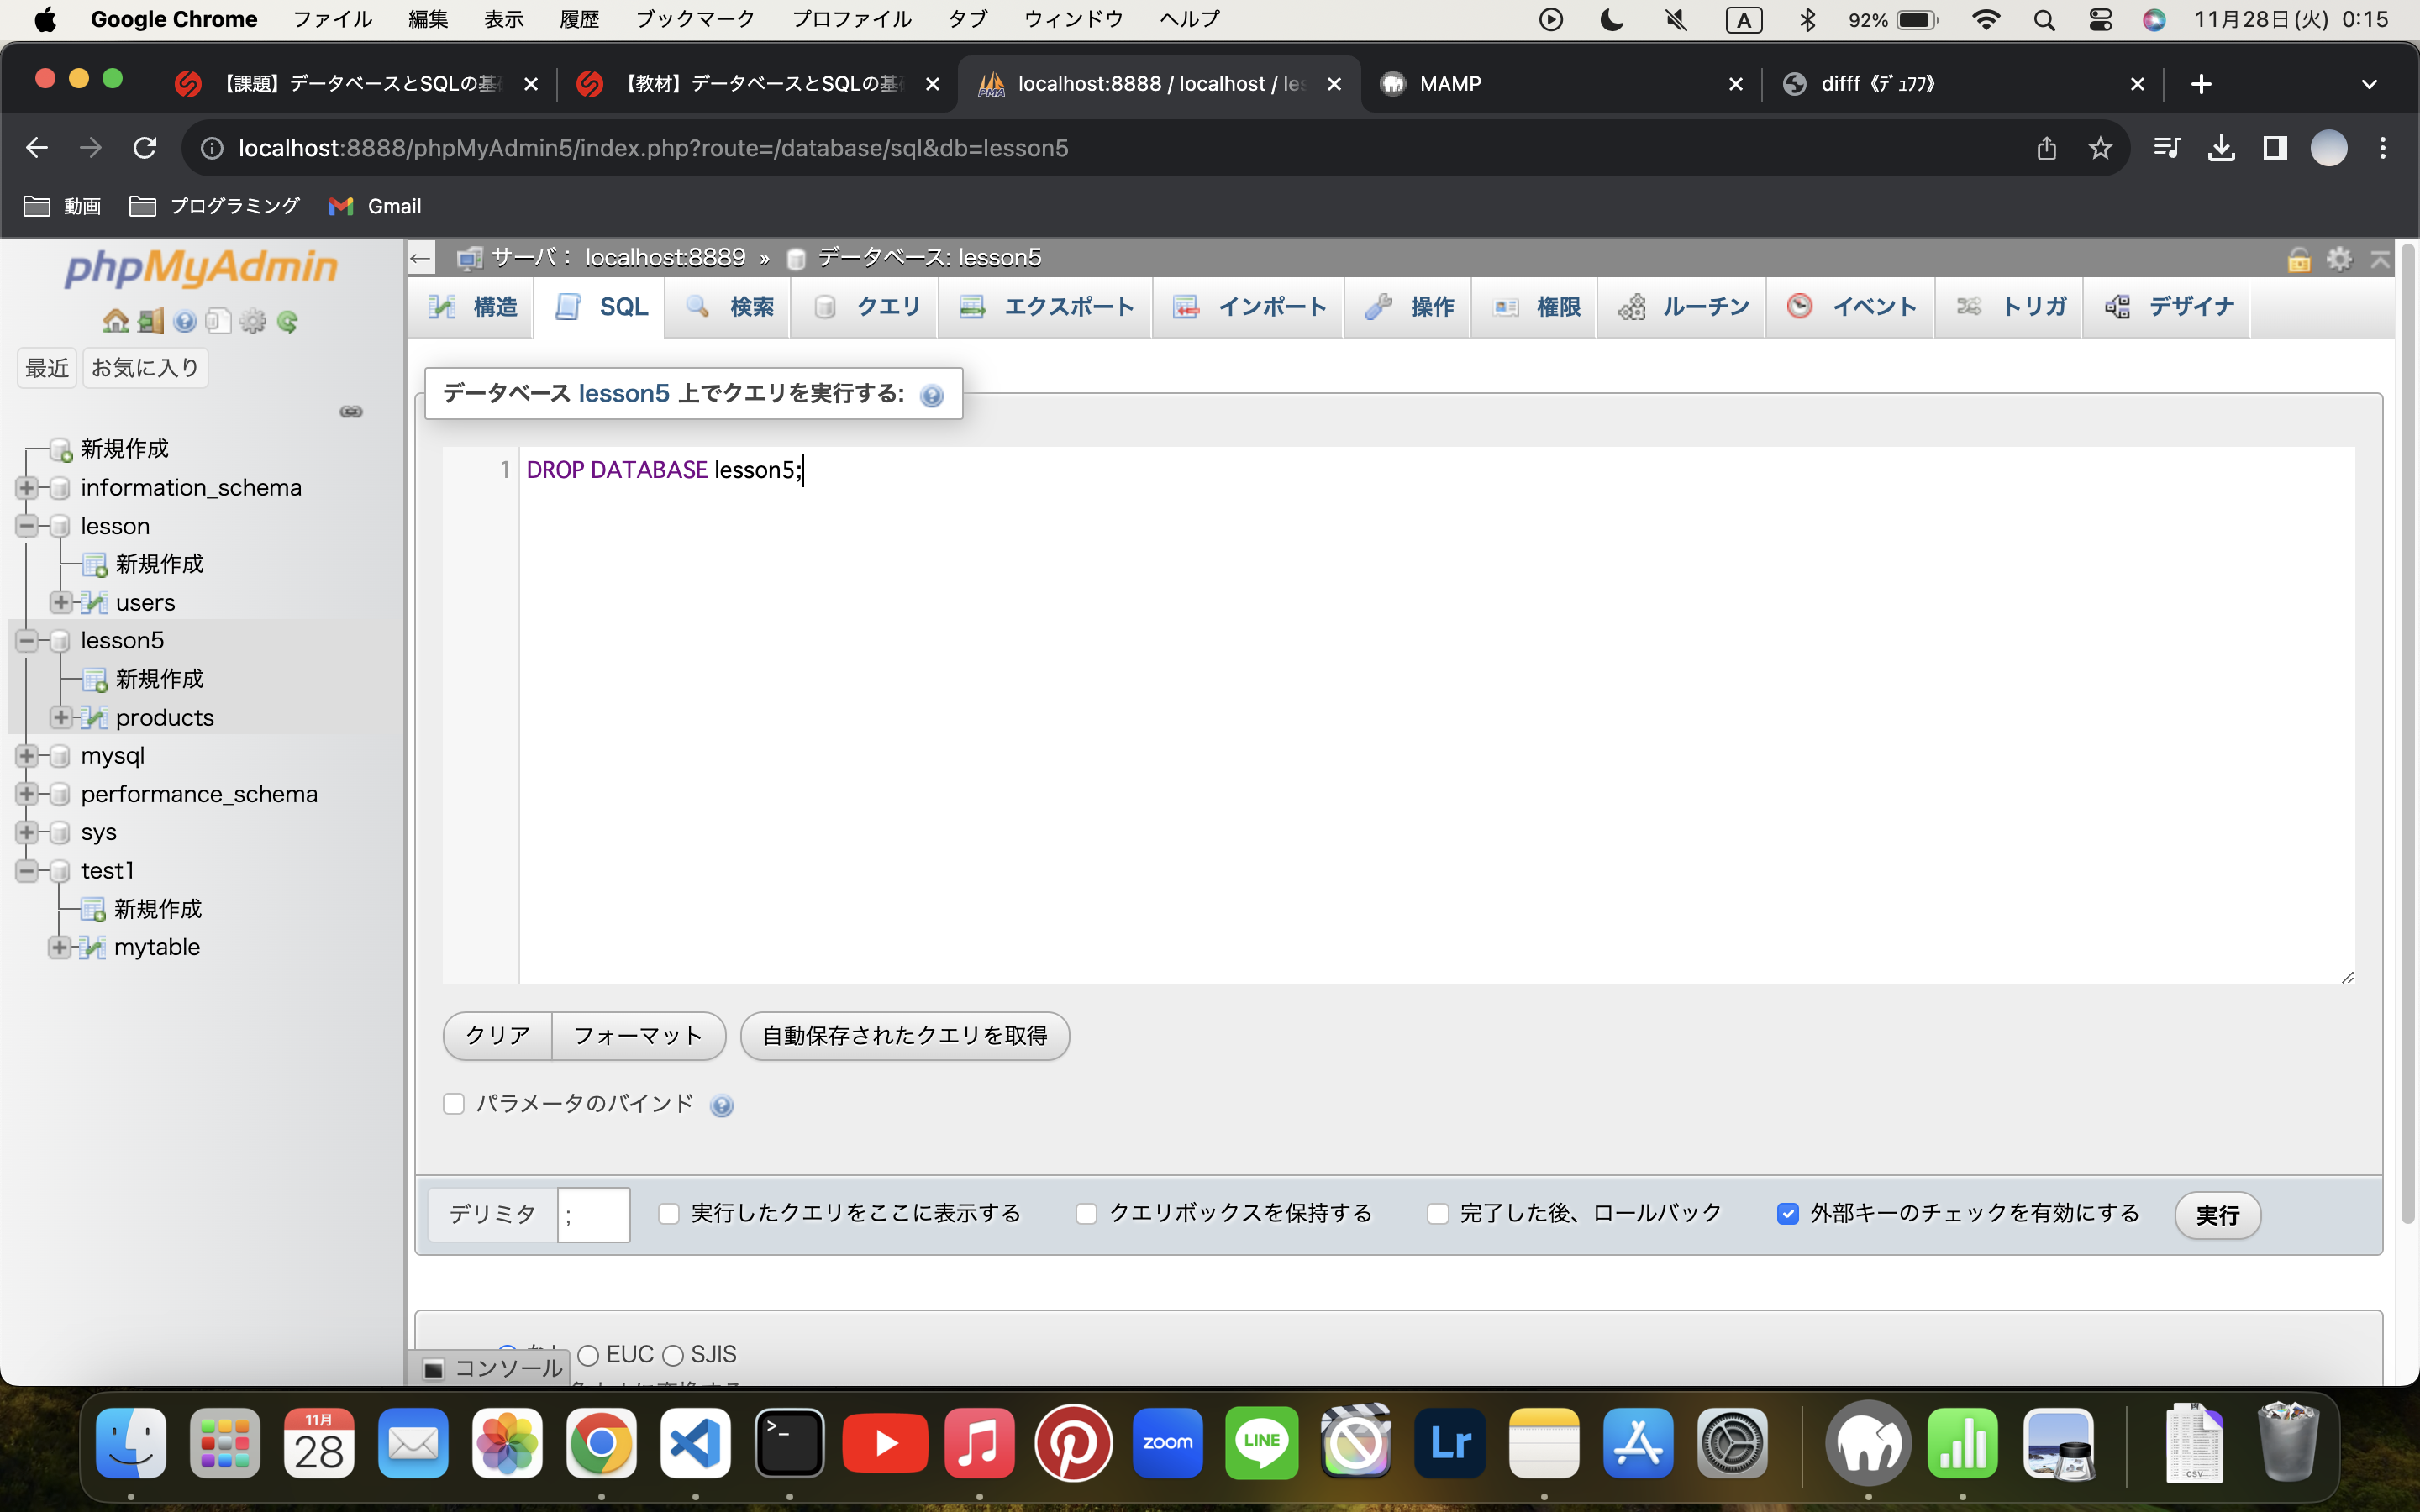 Google Chrome ファイル 編集 表示 履歴 ブックマーク プロファイル タブ ウィンドウ ヘルプ A 92% 11月28日(火) 0:15
【課題】データベースとSQLの基 【教材】データベースとSQLの基 localhost:8888 / localhost / les MAMP difff《ﾃﾞｭﾌﾌ》
localhost:8888/phpMyAdmin5/index.php?route=/database/sql&db=lesson5
動画 プログラミング Gmail
phpMyAdmin
最近 お気に入り
新規作成
information_schema
lesson
新規作成
users
lesson5
新規作成
products
mysql
performance_schema
sys
test1
新規作成
mytable
サーバ： localhost:8889 » データベース: lesson5
構造 SQL 検索 クエリ エクスポート インポート 操作 権限 ルーチン イベント トリガ デザイナ
データベース lesson5 上でクエリを実行する:
1 DROP DATABASE lesson5;
クリア フォーマット 自動保存されたクエリを取得
パラメータのバインド
デリミタ ; 実行したクエリをここに表示する クエリボックスを保持する 完了した後、ロールバック 外部キーのチェックを有効にする 実行
EUC SJIS
コンソール
11月
28
zoom
LINE
Lr
CSV